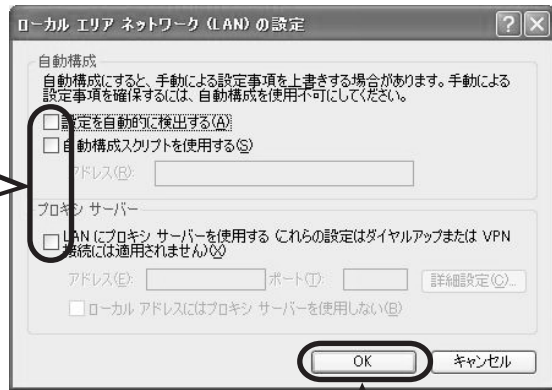 ローカル エリア ネットワーク (LAN) の設定
自動構成
自動構成にすると、手動による設定事項を上書きする場合があります。手動による
設定事項を確保するには、自動構成を使用不可にしてください。
設定を自動的に検出する(A)
自動構成スクリプトを使用する(S)
アドレス(R):
プロキシ サーバー
LAN にプロキシ サーバーを使用する (これらの設定はダイヤルアップまたは VPN
接続には適用されません)(X)
アドレス(E):
ポート(T):
詳細設定(C)...
ローカル アドレスにはプロキシ サーバーを使用しない(B)
OK
キャンセル